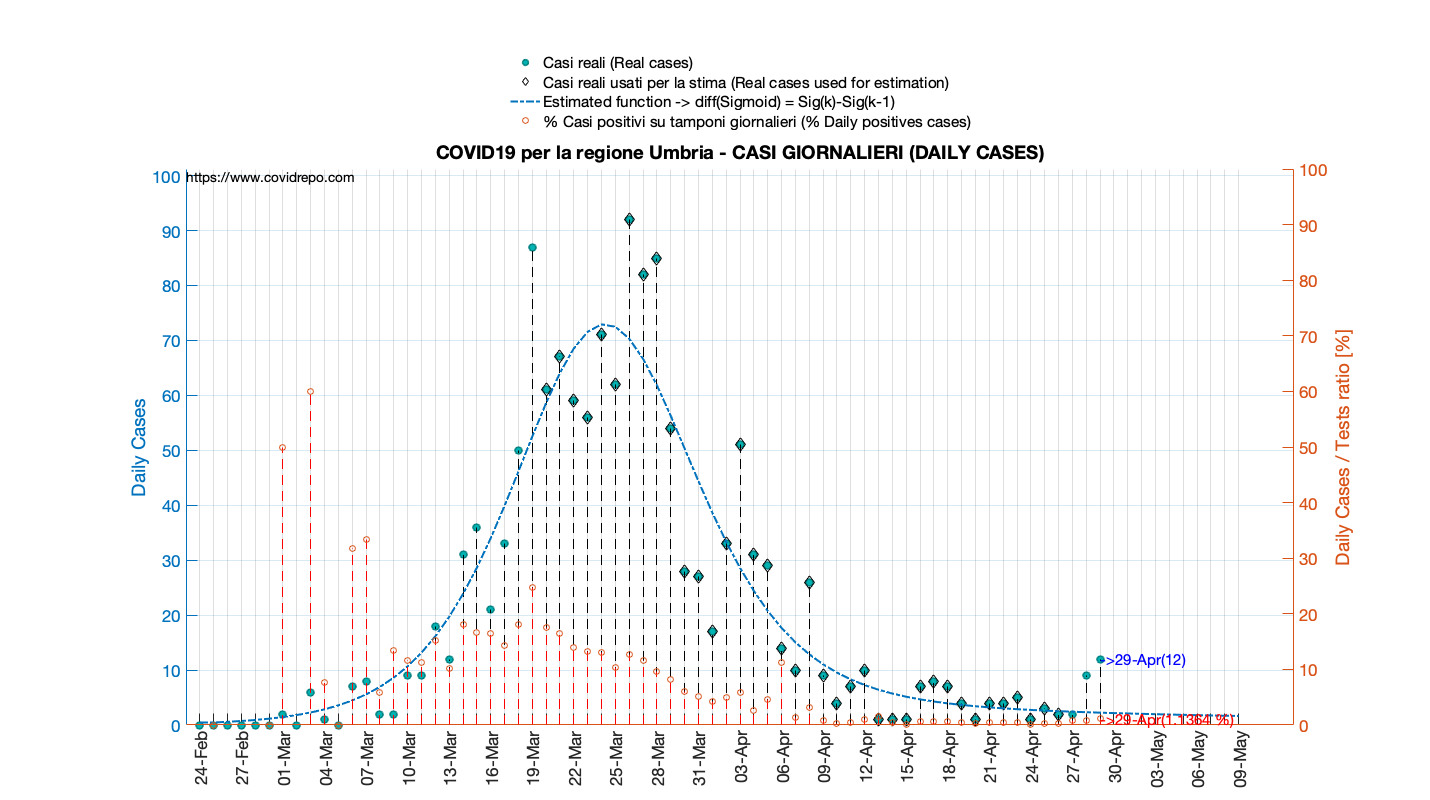 Casi reali (Real cases)
Casi reali usati per la stima (Real cases used for estimation)
Estimated function -> diff(Sigmoid) = Sig(k)-Sig(k-1)
% Casi positivi su tamponi giornalieri (% Daily positives cases)
COVID19 per la regione Umbria - CASI GIORNALIERI (DAILY CASES)
https://www.covidrepo.com
Daily Cases
100
90
80
70
60
50
40
30
20
10
0
Daily Cases / Tests ratio [%]
100
90
80
70
60
50
40
30
20
10
0
->29-Apr(12)
->29-Apr(1.1364 %)
24-Feb
27-Feb
01-Mar
04-Mar
07-Mar
10-Mar
13-Mar
16-Mar
19-Mar
22-Mar
25-Mar
28-Mar
31-Mar
03-Apr
06-Apr
09-Apr
12-Apr
15-Apr
18-Apr
21-Apr
24-Apr
27-Apr
30-Apr
03-May
06-May
09-May